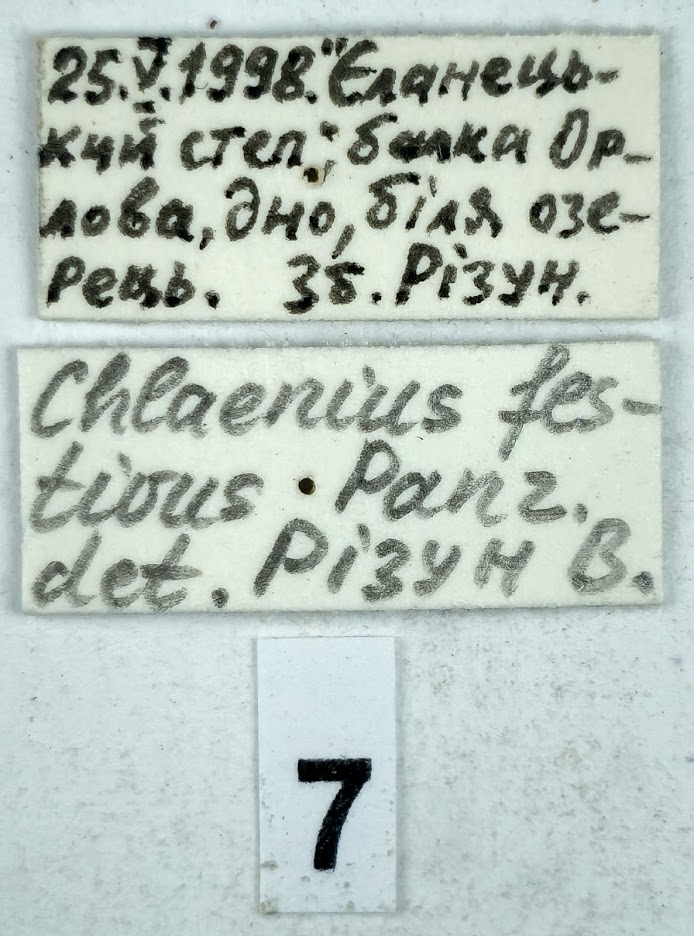 25.V.1998. "Єланець-
кий степ", балка Ор-
лова, дно, біля озе-
рець. Зб. Різун.
Chlaenius fes-
tivus Panz.
det. Різун В.
7